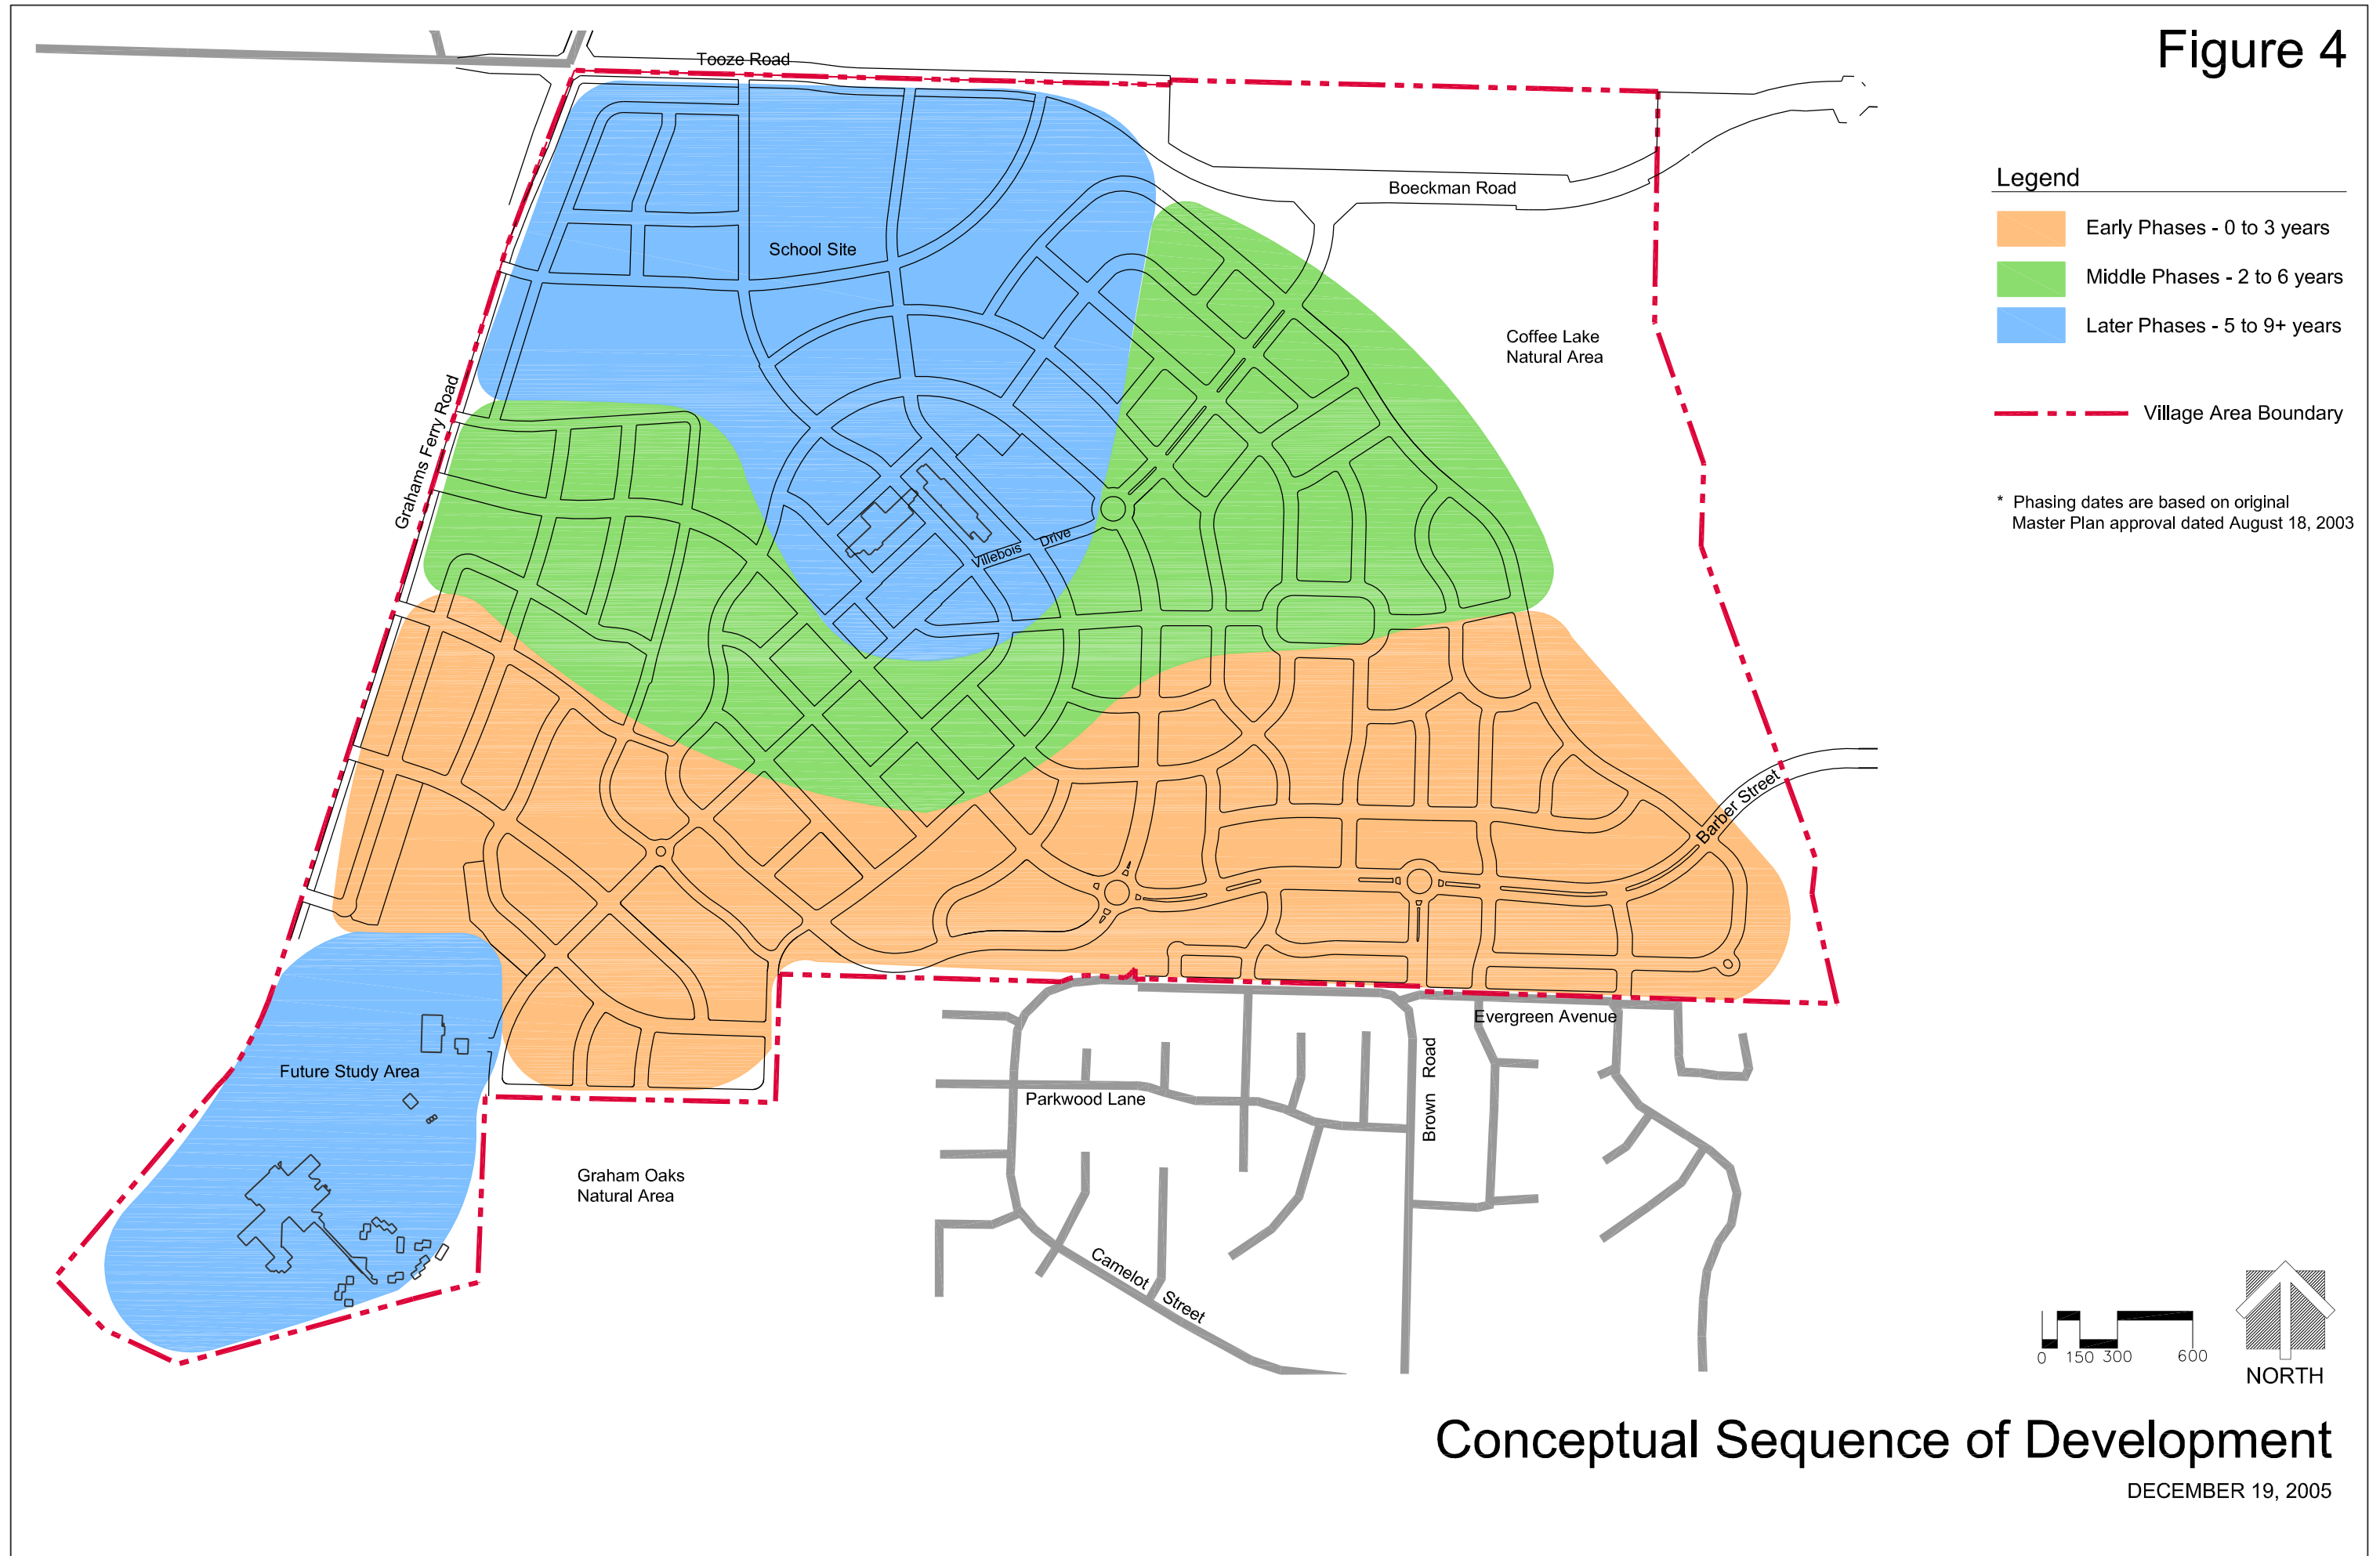 Figure 4
Tooze Road
Boeckman Road
School Site
Coffee Lake
Natural Area
Grahams Ferry Road
Villebois Drive
Barber Street
Evergreen Avenue
Future Study Area
Brown Road
Parkwood Lane
Graham Oaks
Natural Area
Camelot Street
Legend
Early Phases - 0 to 3 years
Middle Phases - 2 to 6 years
Later Phases - 5 to 9+ years
Village Area Boundary
* Phasing dates are based on original
Master Plan approval dated August 18, 2003
0 150 300 600
NORTH
Conceptual Sequence of Development
DECEMBER 19, 2005